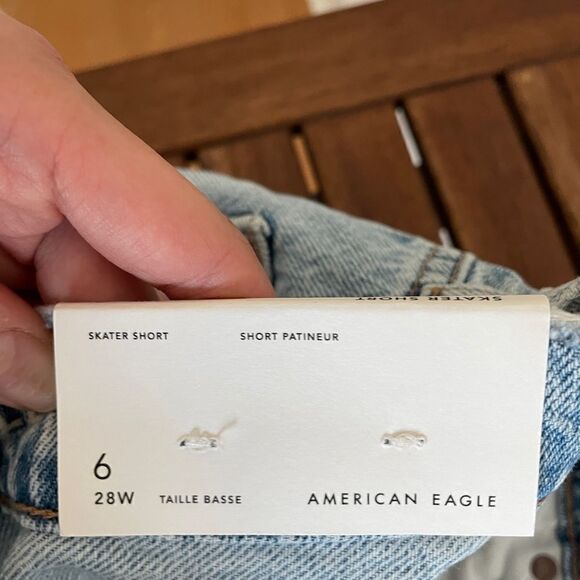 SKATER SHORT
SKATER SHORT SHORT PATINEUR
6
28W TAILLE BASSE AMERICAN EAGLE